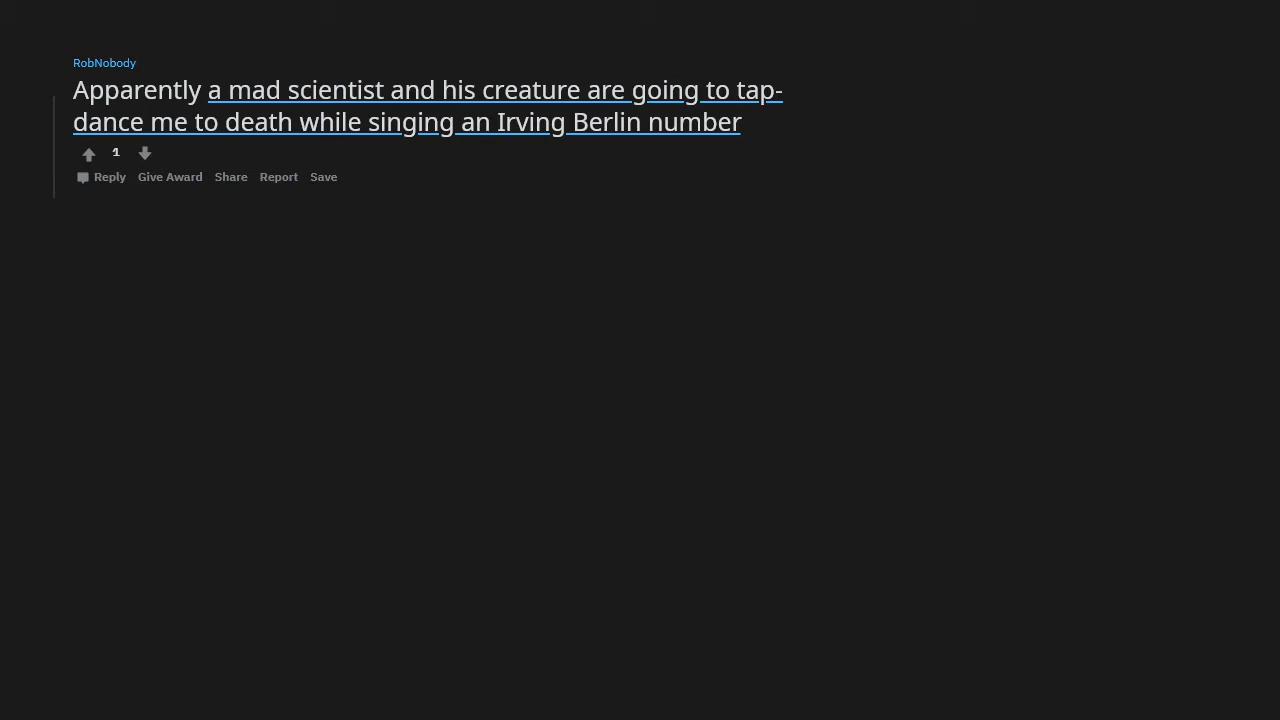 RobNobody
Apparently a mad scientist and his creature are going to tap-
dance me to death while singing an Irving Berlin number
1
Reply Give Award Share Report Save